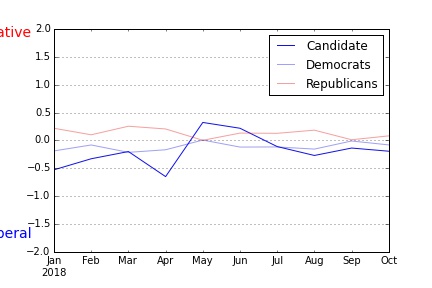 ative
2.0
Candidate
Democrats
Republicans
1.5
1.0
0.5
0.0
−0.5
−1.0
−1.5
beral
−2.0
Jan Feb Mar Apr May Jun Jul Aug Sep Oct
2018